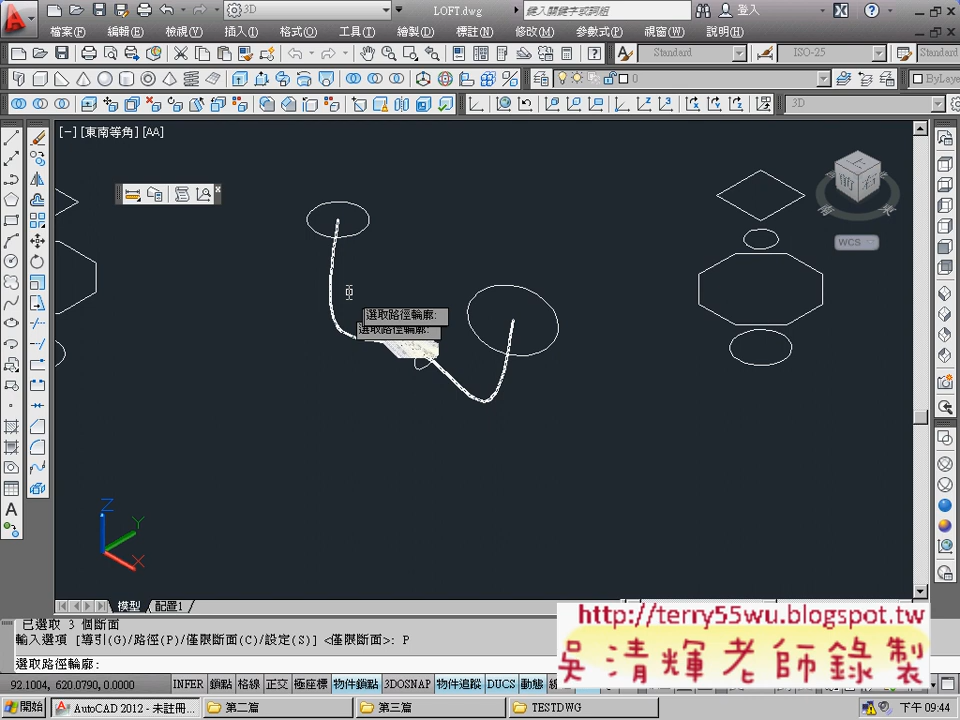 3D
LOFT.dwg
鍵入關鍵字或詞組
登入
檔案(F)
編輯(E)
檢視(V)
插入(I)
格式(O)
工具(T)
繪製(D)
標註(N)
修改(M)
參數式(P)
視窗(W)
說明(H)
Standard
ISO-25
Standard
0
ByLaye
3D
[−] [東南等角] [AA]
上
前
右
南
東
WCS
選取路徑輪廓:
選取路徑輪廓:
Z
Y
X
模型
配置1
已選取 3 個斷面
輸入選項 [導引(G)/路徑(P)/僅限斷面(C)/設定(S)] <僅限斷面>: P
選取路徑輪廓:
http://terry55wu.blogspot.tw
吳清輝老師錄製
92.1004, 620.0790, 0.0000
INFER
鎖點
格線
正交
極座標
物件鎖點
3DOSNAP
物件追蹤
DUCS
動態
開始
AutoCAD 2012 - 未註冊...
第二篇
第三篇
TESTDWG
下午 09:44